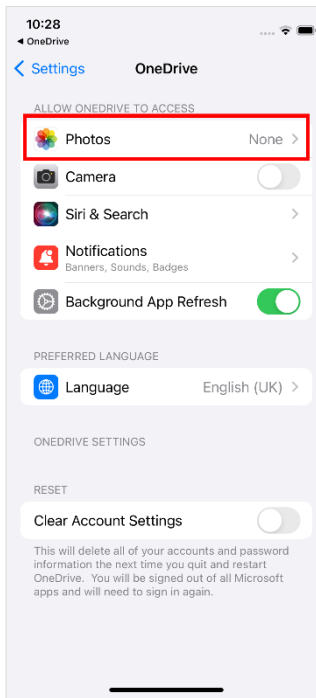 10:28
◀ OneDrive
Settings
OneDrive
ALLOW ONEDRIVE TO ACCESS
Photos None
Camera
Siri & Search
Notifications
Banners, Sounds, Badges
Background App Refresh
PREFERRED LANGUAGE
Language English (UK)
ONEDRIVE SETTINGS
RESET
Clear Account Settings
This will delete all of your accounts and password
information the next time you quit and restart
OneDrive. You will be signed out of all Microsoft
apps and will need to sign in again.